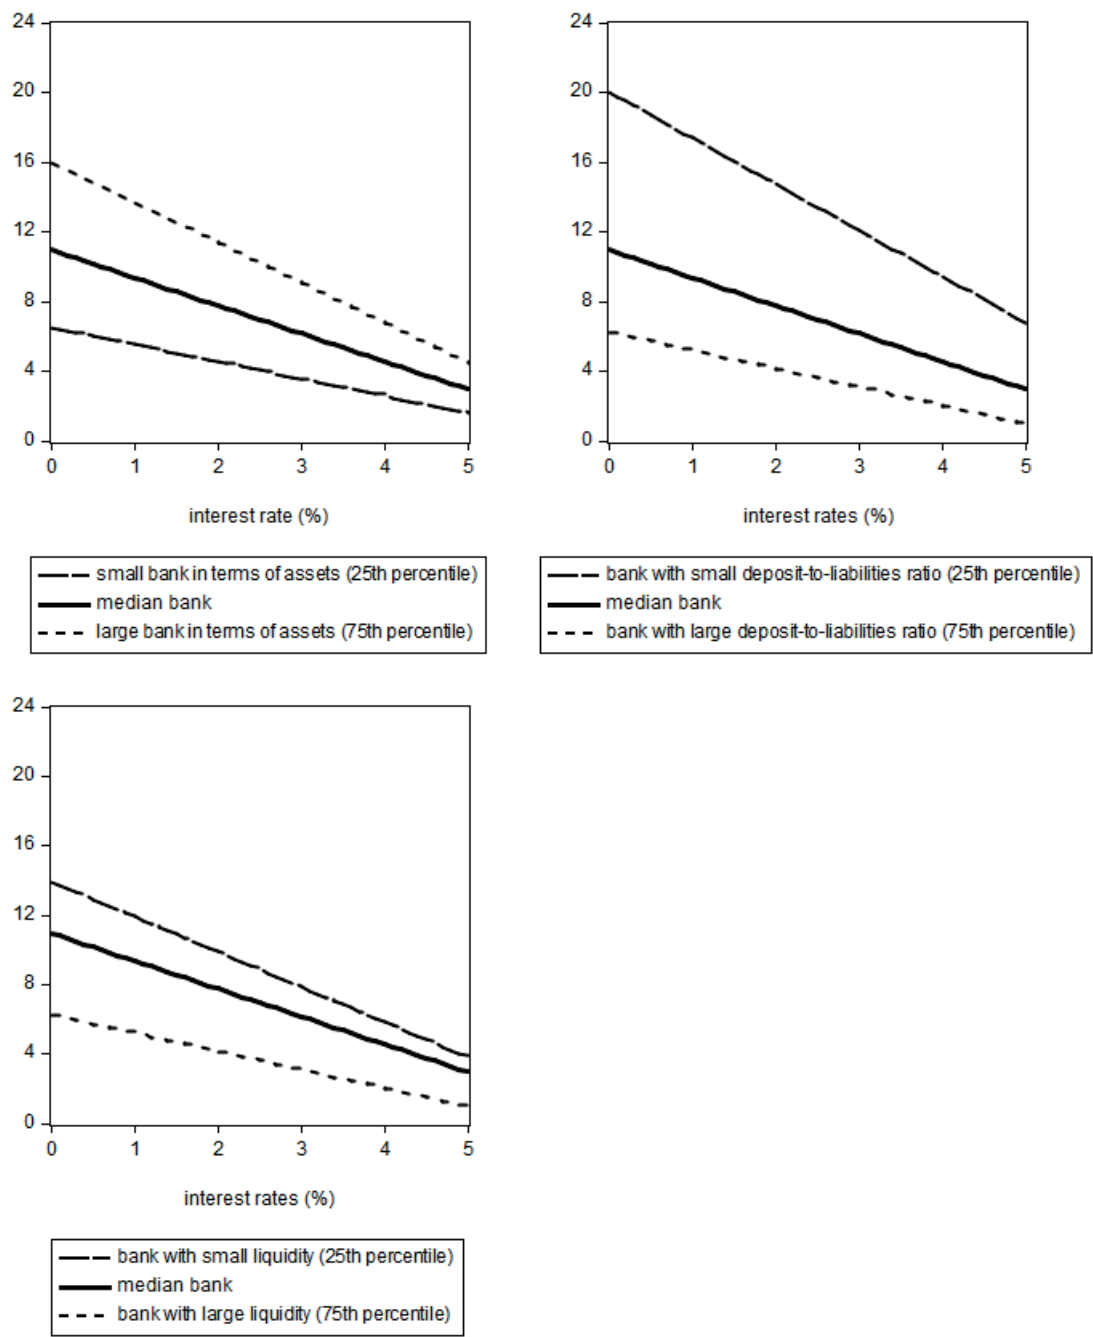 24
20
16
12
8
4
0
0 1 2 3 4 5
interest rate (%)
small bank in terms of assets (25th percentile)
median bank
large bank in terms of assets (75th percentile)
24
20
16
12
8
4
0
0 1 2 3 4 5
interest rates (%)
bank with small deposit-to-liabilities ratio (25th percentile)
median bank
bank with large deposit-to-liabilities ratio (75th percentile)
24
20
16
12
8
4
0
0 1 2 3 4 5
interest rates (%)
bank with small liquidity (25th percentile)
median bank
bank with large liquidity (75th percentile)